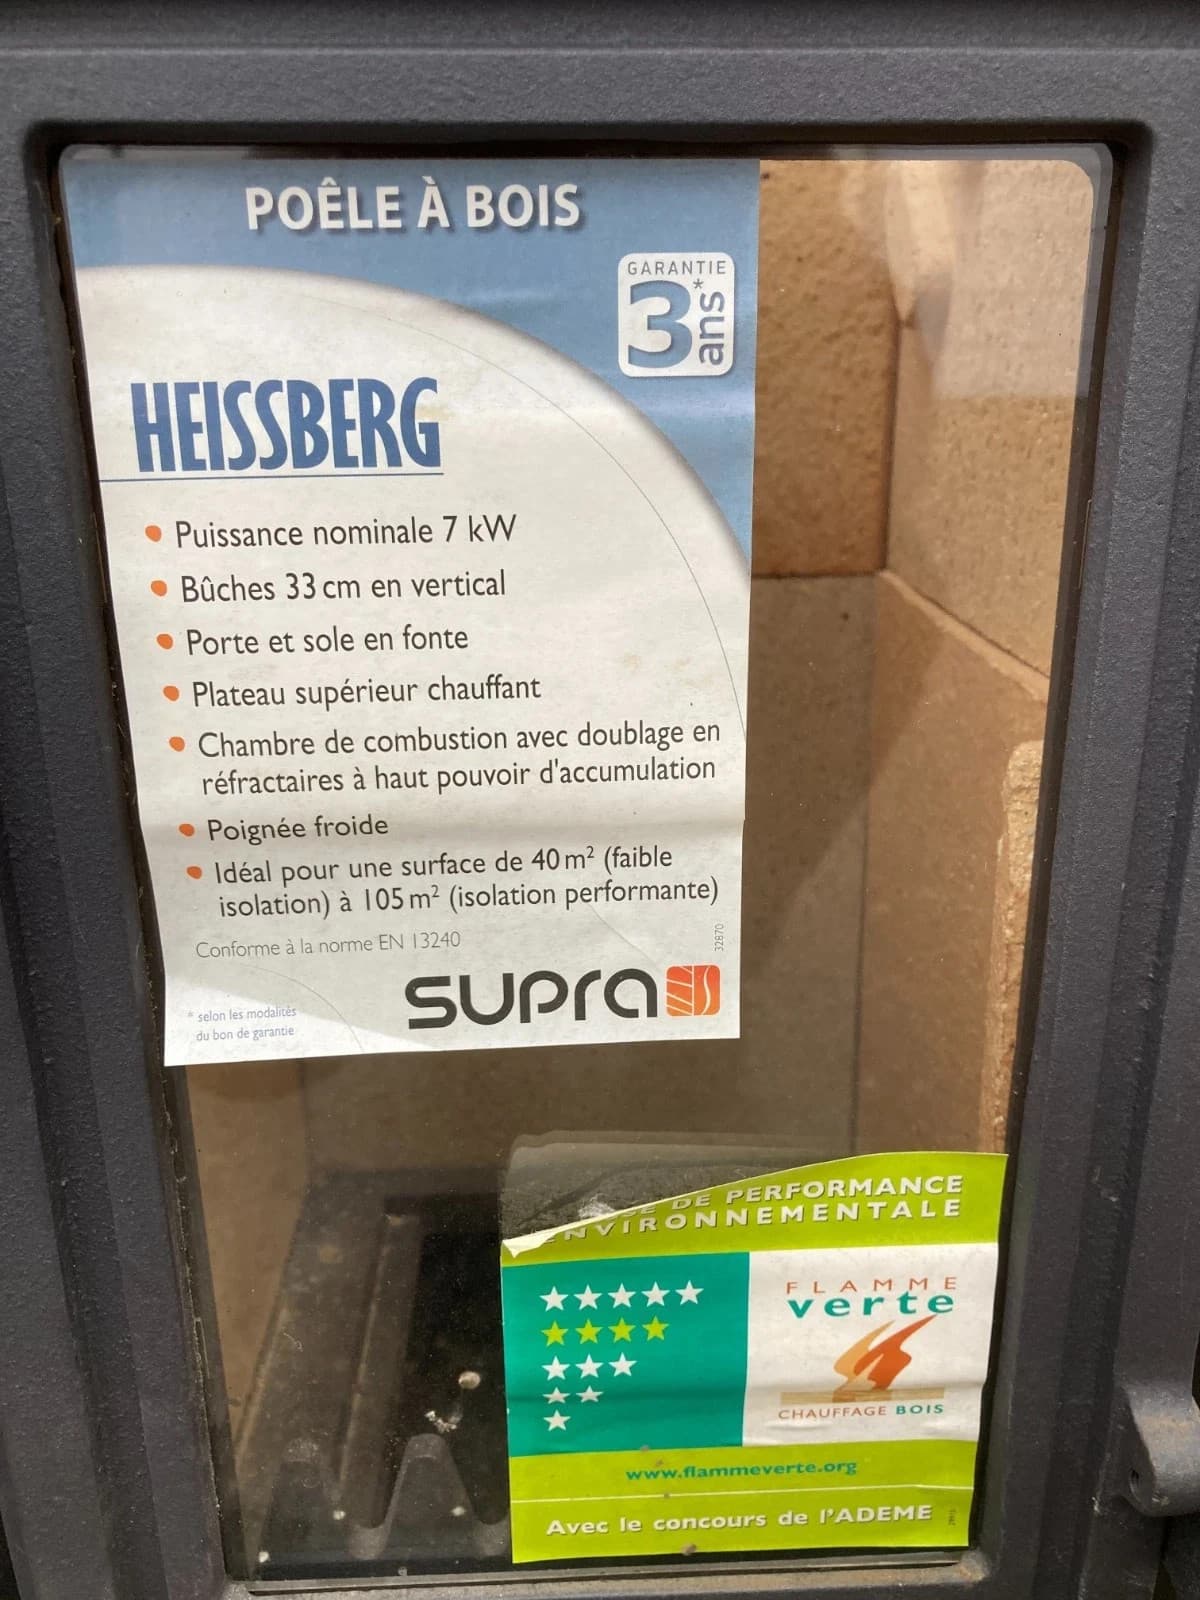 POÊLE À BOIS
GARANTIE
3 ans*
HEISSBERG
• Puissance nominale 7 kW
• Bûches 33 cm en vertical
• Porte et sole en fonte
• Plateau supérieur chauffant
• Chambre de combustion avec doublage en
réfractaires à haut pouvoir d'accumulation
• Poignée froide
• Idéal pour une surface de 40 m² (faible
isolation) à 105 m² (isolation performante)
Conforme à la norme EN 13240
32870
* selon les modalités
du bon de garantie
supra
DE PERFORMANCE
ENVIRONNEMENTALE
FLAMME
verte
CHAUFFAGE BOIS
www.flammeverte.org
Avec le concours de l'ADEME